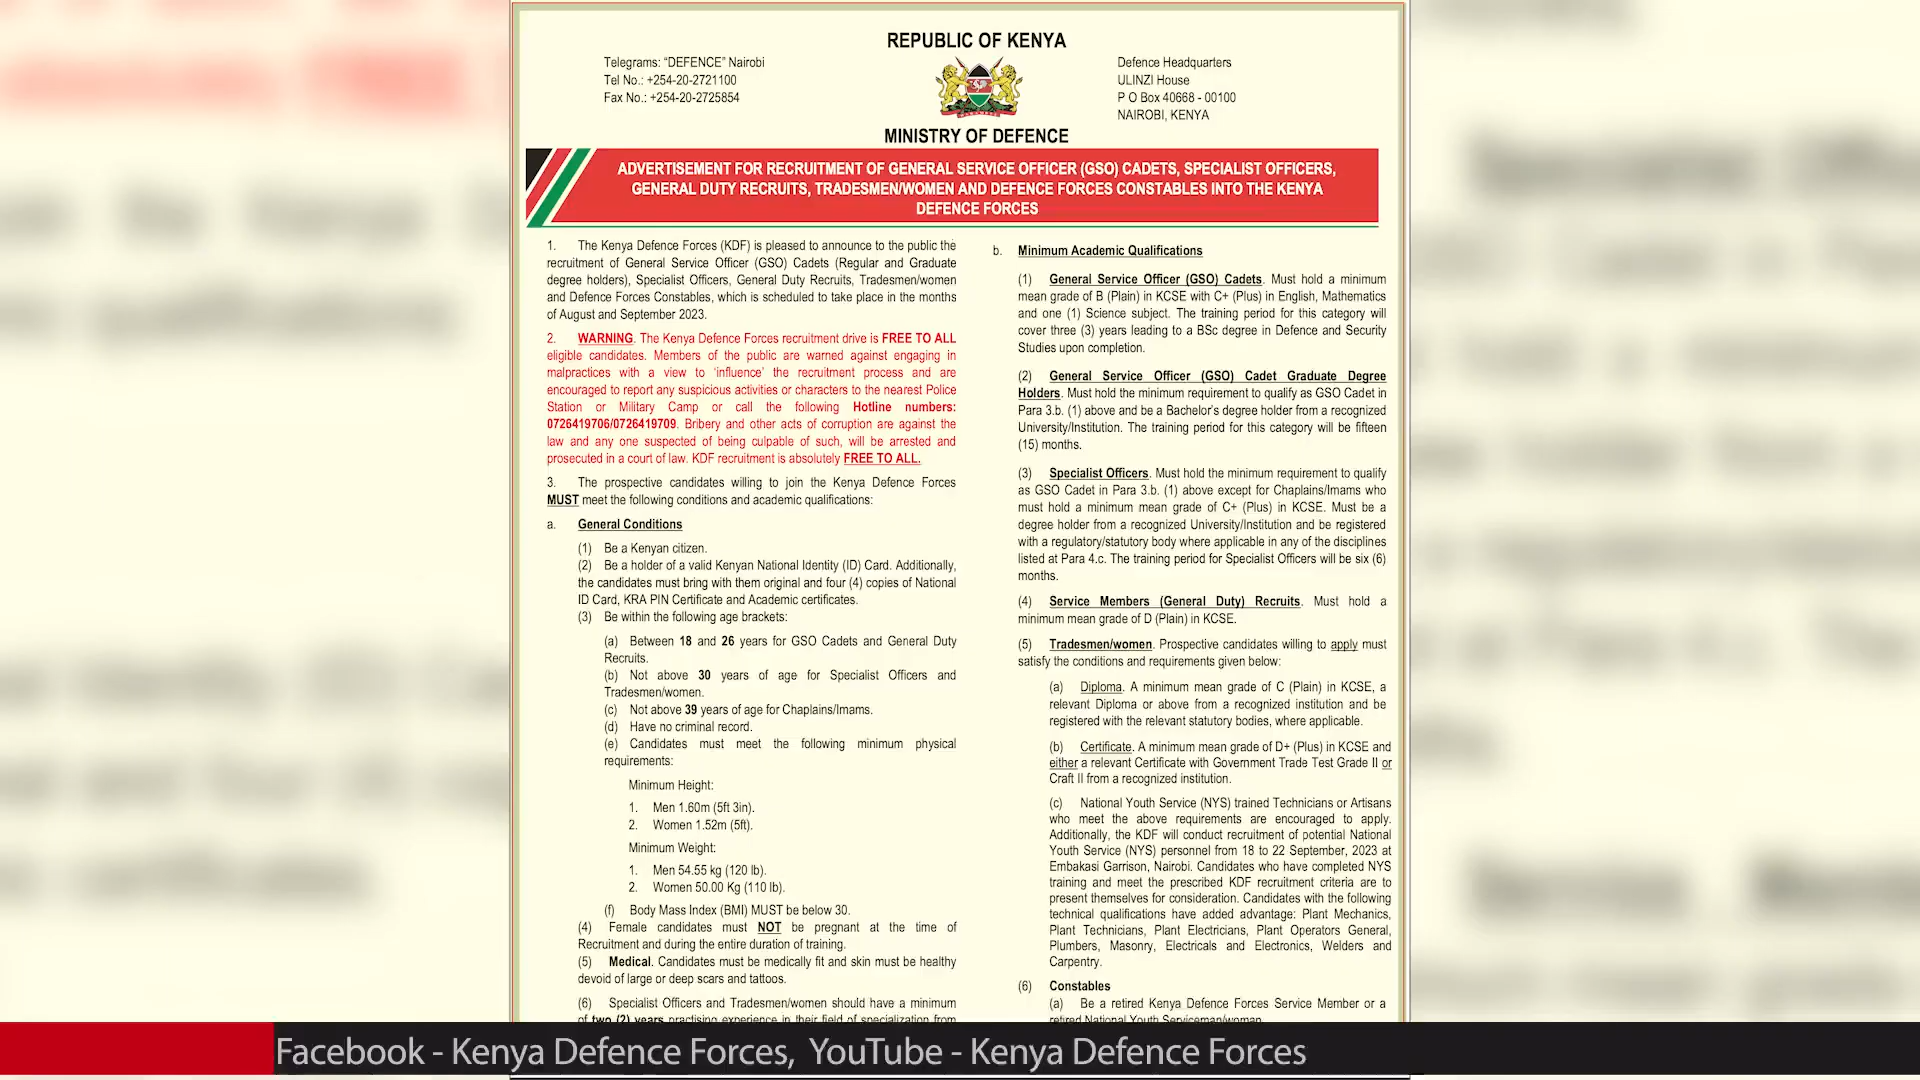 REPUBLIC OF KENYA
Telegrams: “DEFENCE” Nairobi
Tel No.: +254-20-2721100
Fax No.: +254-20-2725854
Defence Headquarters
ULINZI House
P O Box 40668 - 00100
NAIROBI, KENYA
MINISTRY OF DEFENCE
ADVERTISEMENT FOR RECRUITMENT OF GENERAL SERVICE OFFICER (GSO) CADETS, SPECIALIST OFFICERS,
GENERAL DUTY RECRUITS, TRADESMEN/WOMEN AND DEFENCE FORCES CONSTABLES INTO THE KENYA
DEFENCE FORCES
1. The Kenya Defence Forces (KDF) is pleased to announce to the public the
recruitment of General Service Officer (GSO) Cadets (Regular and Graduate
degree holders), Specialist Officers, General Duty Recruits, Tradesmen/women
and Defence Forces Constables, which is scheduled to take place in the months
of August and September 2023.
2. WARNING. The Kenya Defence Forces recruitment drive is FREE TO ALL
eligible candidates. Members of the public are warned against engaging in
malpractices with a view to ‘influence’ the recruitment process and are
encouraged to report any suspicious activities or characters to the nearest Police
Station or Military Camp or call the following Hotline numbers:
0726419706/0726419709. Bribery and other acts of corruption are against the
law and any one suspected of being culpable of such, will be arrested and
prosecuted in a court of law. KDF recruitment is absolutely FREE TO ALL.
3. The prospective candidates willing to join the Kenya Defence Forces
MUST meet the following conditions and academic qualifications:
a. General Conditions
(1) Be a Kenyan citizen.
(2) Be a holder of a valid Kenyan National Identity (ID) Card. Additionally,
the candidates must bring with them original and four (4) copies of National
ID Card, KRA PIN Certificate and Academic certificates.
(3) Be within the following age brackets:
(a) Between 18 and 26 years for GSO Cadets and General Duty
Recruits.
(b) Not above 30 years of age for Specialist Officers and
Tradesmen/women.
(c) Not above 39 years of age for Chaplains/Imams.
(d) Have no criminal record.
(e) Candidates must meet the following minimum physical
requirements:
Minimum Height:
1. Men 1.60m (5ft 3in).
2. Women 1.52m (5ft).
Minimum Weight:
1. Men 54.55 kg (120 lb).
2. Women 50.00 Kg (110 lb).
(f) Body Mass Index (BMI) MUST be below 30.
(4) Female candidates must NOT be pregnant at the time of
Recruitment and during the entire duration of training.
(5) Medical. Candidates must be medically fit and skin must be healthy
devoid of large or deep scars and tattoos.
(6) Specialist Officers and Tradesmen/women should have a minimum
of two (2) years practising experience in their field of specialization from
b. Minimum Academic Qualifications
(1) General Service Officer (GSO) Cadets. Must hold a minimum
mean grade of B (Plain) in KCSE with C+ (Plus) in English, Mathematics
and one (1) Science subject. The training period for this category will
cover three (3) years leading to a BSc degree in Defence and Security
Studies upon completion.
(2) General Service Officer (GSO) Cadet Graduate Degree
Holders. Must hold the minimum requirement to qualify as GSO Cadet in
Para 3.b. (1) above and be a Bachelor's degree holder from a recognized
University/Institution. The training period for this category will be fifteen
(15) months.
(3) Specialist Officers. Must hold the minimum requirement to qualify
as GSO Cadet in Para 3.b. (1) above except for Chaplains/Imams who
must hold a minimum mean grade of C+ (Plus) in KCSE. Must be a
degree holder from a recognized University/Institution and be registered
with a regulatory/statutory body where applicable in any of the disciplines
listed at Para 4.c. The training period for Specialist Officers will be six (6)
months.
(4) Service Members (General Duty) Recruits. Must hold a
minimum mean grade of D (Plain) in KCSE.
(5) Tradesmen/women. Prospective candidates willing to apply must
satisfy the conditions and requirements given below:
(a) Diploma. A minimum mean grade of C (Plain) in KCSE, a
relevant Diploma or above from a recognized institution and be
registered with the relevant statutory bodies, where applicable.
(b) Certificate. A minimum mean grade of D+ (Plus) in KCSE and
either a relevant Certificate with Government Trade Test Grade II or
Craft II from a recognized institution.
(c) National Youth Service (NYS) trained Technicians or Artisans
who meet the above requirements are encouraged to apply.
Additionally, the KDF will conduct recruitment of potential National
Youth Service (NYS) personnel from 18 to 22 September, 2023 at
Embakasi Garrison, Nairobi. Candidates who have completed NYS
training and meet the prescribed KDF recruitment criteria are to
present themselves for consideration. Candidates with the following
technical qualifications have added advantage: Plant Mechanics,
Plant Technicians, Plant Electricians, Plant Operators General,
Plumbers, Masonry, Electricals and Electronics, Welders and
Carpentry.
(6) Constables
(a) Be a retired Kenya Defence Forces Service Member or a
retired National Youth Serviceman/woman.
Facebook - Kenya Defence Forces, YouTube - Kenya Defence Forces